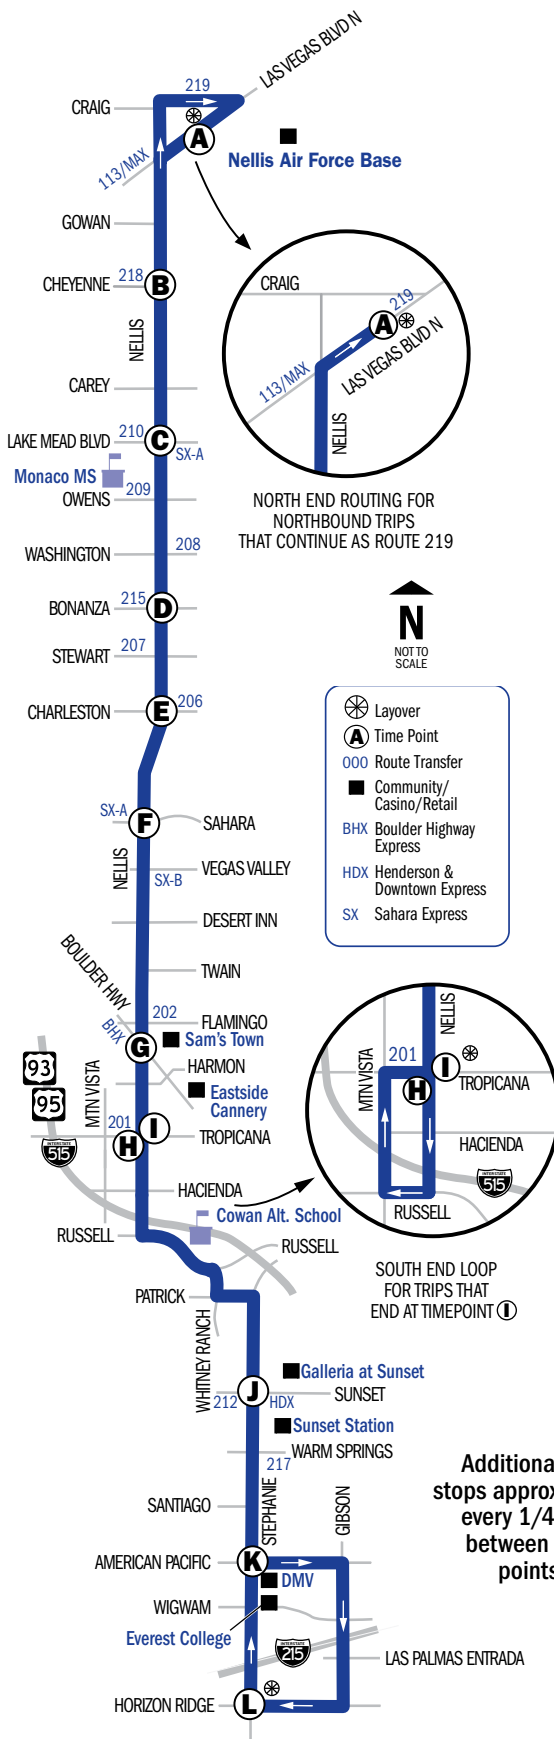 LAS VEGAS BLVD N
219
CRAIG
A
113/MAX
Nellis Air Force Base
GOWAN
218
CHEYENNE
B
NELLIS
CAREY
210
LAKE MEAD BLVD
C
SX-A
Monaco MS
209
OWENS
208
WASHINGTON
215
BONANZA
D
207
STEWART
206
CHARLESTON
E
CRAIG
219
A
LAS VEGAS BLVD N
113/MAX
NELLIS
NORTH END ROUTING FOR
NORTHBOUND TRIPS
THAT CONTINUE AS ROUTE 219
N
NOT TO
SCALE
Layover
A Time Point
000 Route Transfer
Community/
Casino/Retail
BHX Boulder Highway
Express
HDX Henderson &
Downtown Express
SX Sahara Express
SX-A
F
SAHARA
NELLIS
VEGAS VALLEY
SX-B
DESERT INN
TWAIN
BOULDER HWY
202
FLAMINGO
BHX
G
Sam's Town
HARMON
93
95
MTN VISTA
Eastside
Cannery
201
I
H
TROPICANA
INTERSTATE
515
HACIENDA
Cowan Alt. School
RUSSELL
RUSSELL
PATRICK
WHITNEY RANCH
NELLIS
MTN VISTA
201
I
H
TROPICANA
HACIENDA
INTERSTATE
515
RUSSELL
SOUTH END LOOP
FOR TRIPS THAT
END AT TIMEPOINT I
Galleria at Sunset
212
J
HDX
SUNSET
Sunset Station
WARM SPRINGS
217
STEPHANIE
SANTIAGO
GIBSON
AMERICAN PACIFIC
K
DMV
WIGWAM
Everest College
INTERSTATE
215
LAS PALMAS ENTRADA
HORIZON RIDGE
L
Additiona
stops approx
every 1/4
between
points